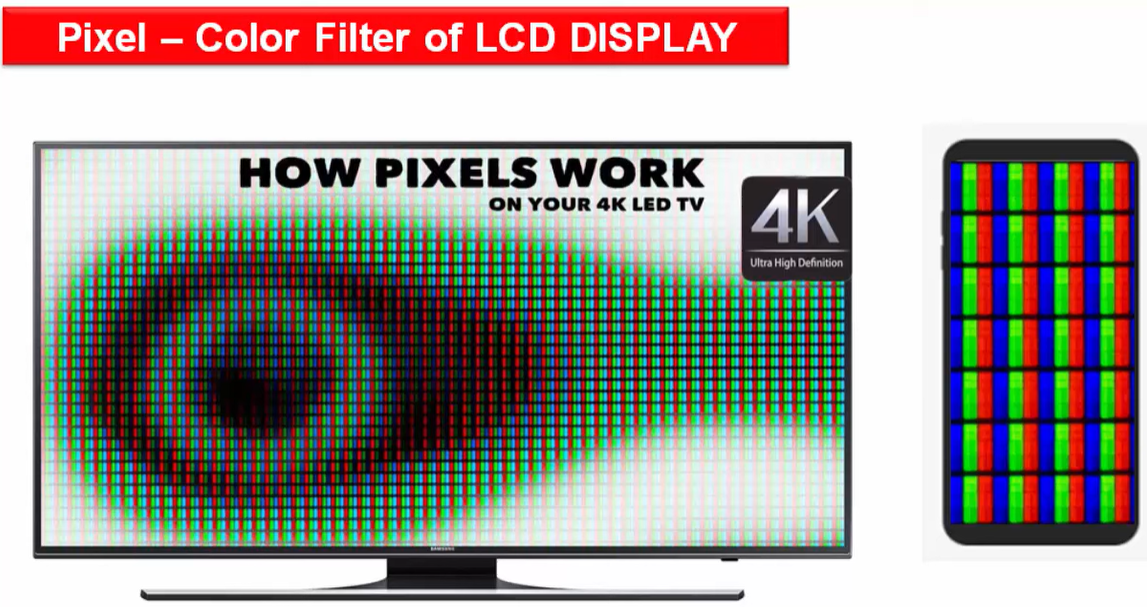 Pixel – Color Filter of LCD DISPLAY
HOW PIXELS WORK
ON YOUR 4K LED TV
4K
Ultra High Definition
SAMSUNG